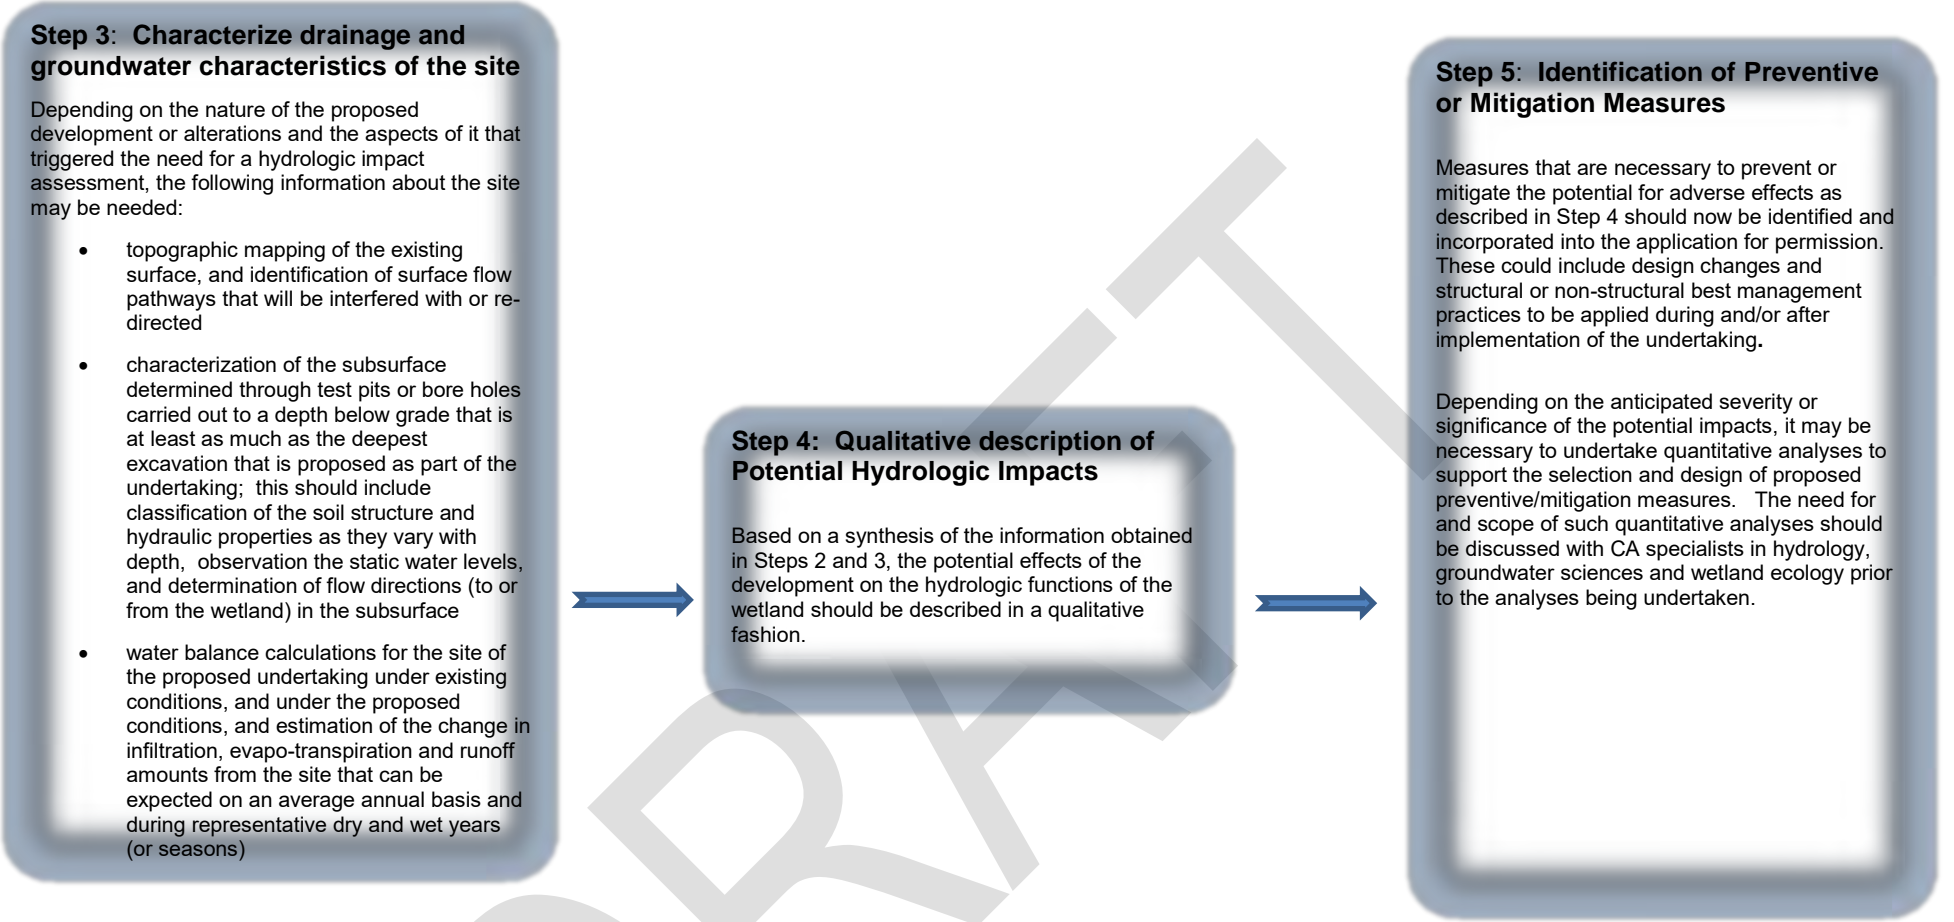 Step 3:  Characterize drainage and
groundwater characteristics of the site
Depending on the nature of the proposed
development or alterations and the aspects of it that
triggered the need for a hydrologic impact
assessment, the following information about the site
may be needed:
• topographic mapping of the existing
surface, and identification of surface flow
pathways that will be interfered with or re-
directed
• characterization of the subsurface
determined through test pits or bore holes
carried out to a depth below grade that is
at least as much as the deepest
excavation that is proposed as part of the
undertaking;  this should include
classification of the soil structure and
hydraulic properties as they vary with
depth,  observation the static water levels,
and determination of flow directions (to or
from the wetland) in the subsurface
• water balance calculations for the site of
the proposed undertaking under existing
conditions, and under the proposed
conditions, and estimation of the change in
infiltration, evapo-transpiration and runoff
amounts from the site that can be
expected on an average annual basis and
during representative dry and wet years
(or seasons)
Step 4:  Qualitative description of
Potential Hydrologic Impacts
Based on a synthesis of the information obtained
in Steps 2 and 3, the potential effects of the
development on the hydrologic functions of the
wetland should be described in a qualitative
fashion.
Step 5:  Identification of Preventive
or Mitigation Measures
Measures that are necessary to prevent or
mitigate the potential for adverse effects as
described in Step 4 should now be identified and
incorporated into the application for permission.
These could include design changes and
structural or non-structural best management
practices to be applied during and/or after
implementation of the undertaking.
Depending on the anticipated severity or
significance of the potential impacts, it may be
necessary to undertake quantitative analyses to
support the selection and design of proposed
preventive/mitigation measures.   The need for
and scope of such quantitative analyses should
be discussed with CA specialists in hydrology,
groundwater sciences and wetland ecology prior
to the analyses being undertaken.
DRAFT